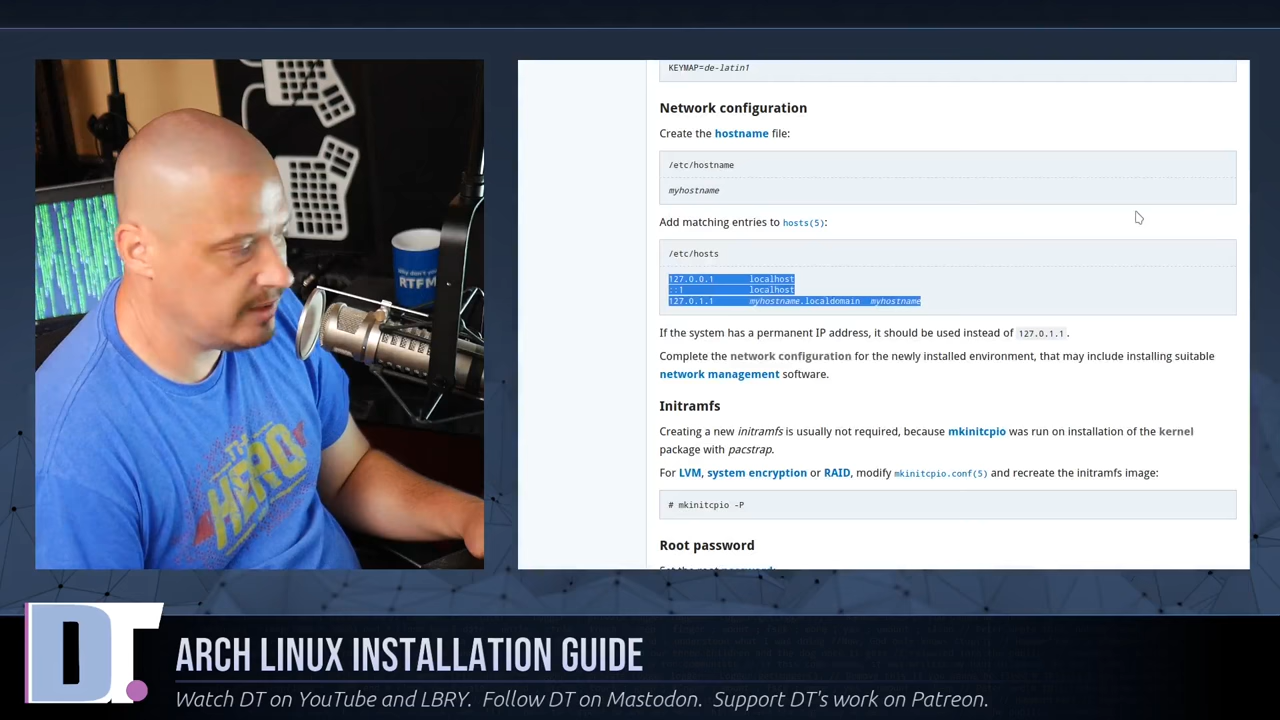 KEYMAP=de-latin1
Network configuration
Create the hostname file:
/etc/hostname
myhostname
Add matching entries to hosts(5):
/etc/hosts
127.0.0.1 localhost
::1 localhost
127.0.1.1 myhostname.localdomain myhostname
If the system has a permanent IP address, it should be used instead of 127.0.1.1.
Complete the network configuration for the newly installed environment, that may include installing suitable
network management software.
Initramfs
Creating a new initramfs is usually not required, because mkinitcpio was run on installation of the kernel
package with pacstrap.
For LVM, system encryption or RAID, modify mkinitcpio.conf(5) and recreate the initramfs image:
# mkinitcpio -P
Root password
Why don't you
RTFM
THE
HERO
DT
ARCH LINUX INSTALLATION GUIDE
Watch DT on YouTube and LBRY. Follow DT on Mastodon. Support DT's work on Patreon.